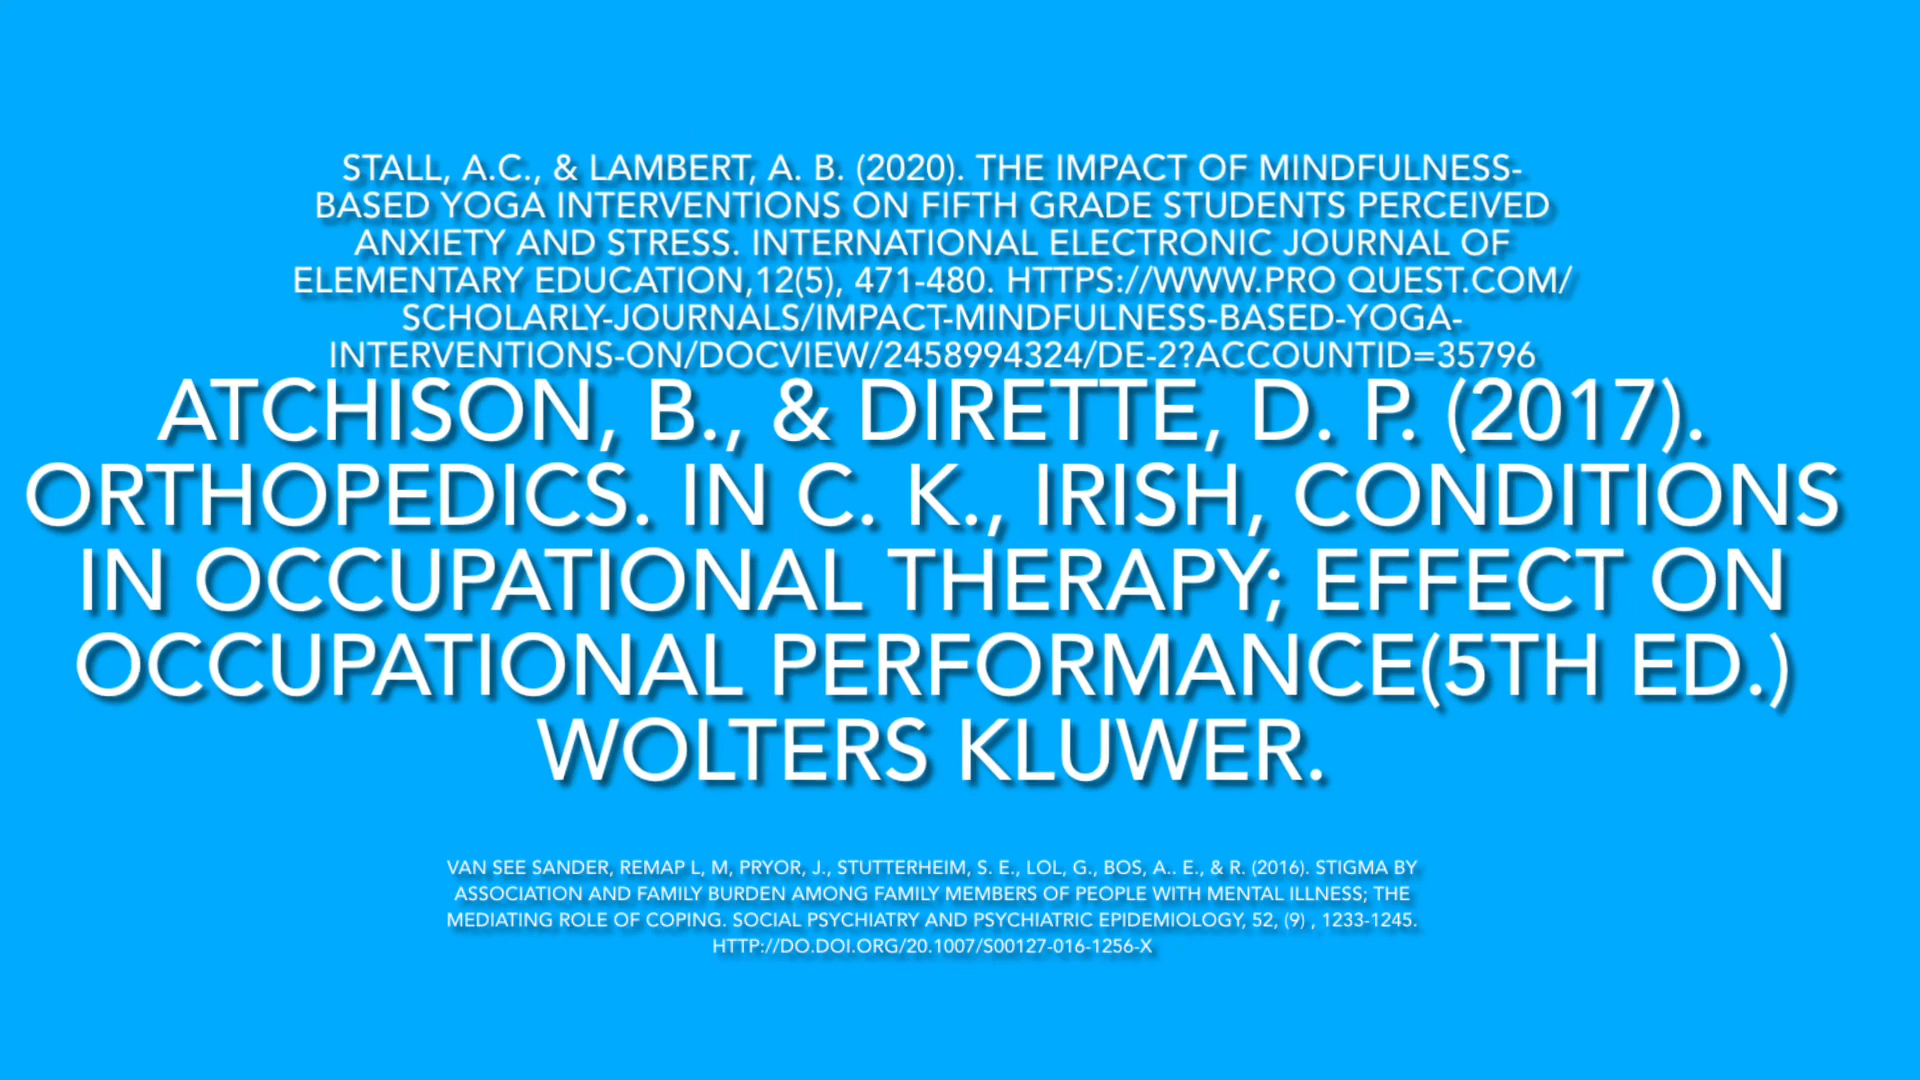 STALL, A.C., & LAMBERT, A. B. (2020). THE IMPACT OF MINDFULNESS-
BASED YOGA INTERVENTIONS ON FIFTH GRADE STUDENTS PERCEIVED
ANXIETY AND STRESS. INTERNATIONAL ELECTRONIC JOURNAL OF
ELEMENTARY EDUCATION,12(5), 471-480. HTTPS://WWW.PRO QUEST.COM/
SCHOLARLY-JOURNALS/IMPACT-MINDFULNESS-BASED-YOGA-
INTERVENTIONS-ON/DOCVIEW/2458994324/DE-2?ACCOUNTID=35796
ATCHISON, B., & DIRETTE, D. P. (2017).
ORTHOPEDICS. IN C. K., IRISH, CONDITIONS
IN OCCUPATIONAL THERAPY; EFFECT ON
OCCUPATIONAL PERFORMANCE(5TH ED.)
WOLTERS KLUWER.
VAN SEE SANDER, REMAP L, M, PRYOR, J., STUTTERHEIM, S. E., LOL, G., BOS, A.. E., & R. (2016). STIGMA BY
ASSOCIATION AND FAMILY BURDEN AMONG FAMILY MEMBERS OF PEOPLE WITH MENTAL ILLNESS; THE
MEDIATING ROLE OF COPING. SOCIAL PSYCHIATRY AND PSYCHIATRIC EPIDEMIOLOGY, 52, (9) , 1233-1245.
HTTP://DO.DOI.ORG/20.1007/S00127-016-1256-X